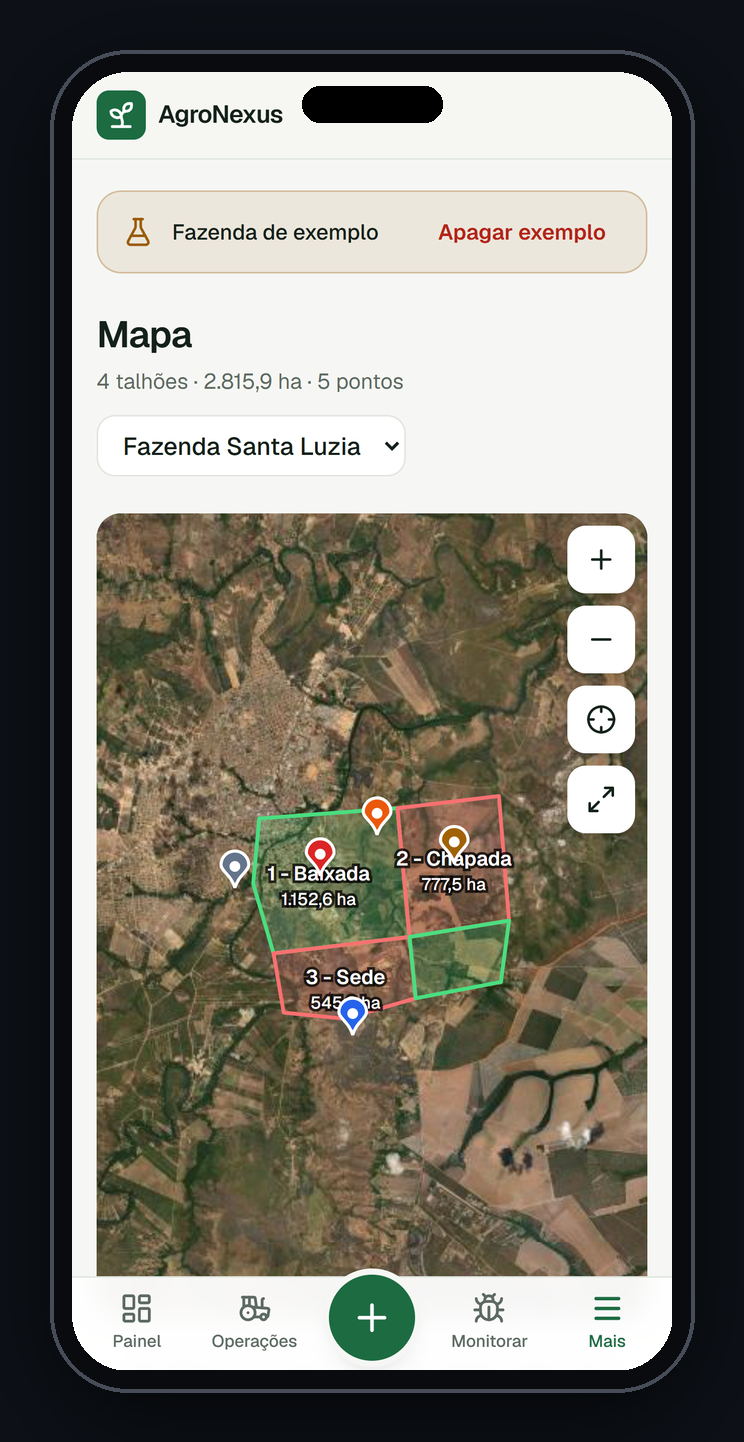 AgroNexus
Fazenda de exemplo
Apagar exemplo
Mapa
4 talhões · 2.815,9 ha · 5 pontos
Fazenda Santa Luzia
1 - Baixada
1.152,6 ha
2 - Chapada
777,5 ha
3 - Sede
ha
Painel
Operações
Monitorar
Mais